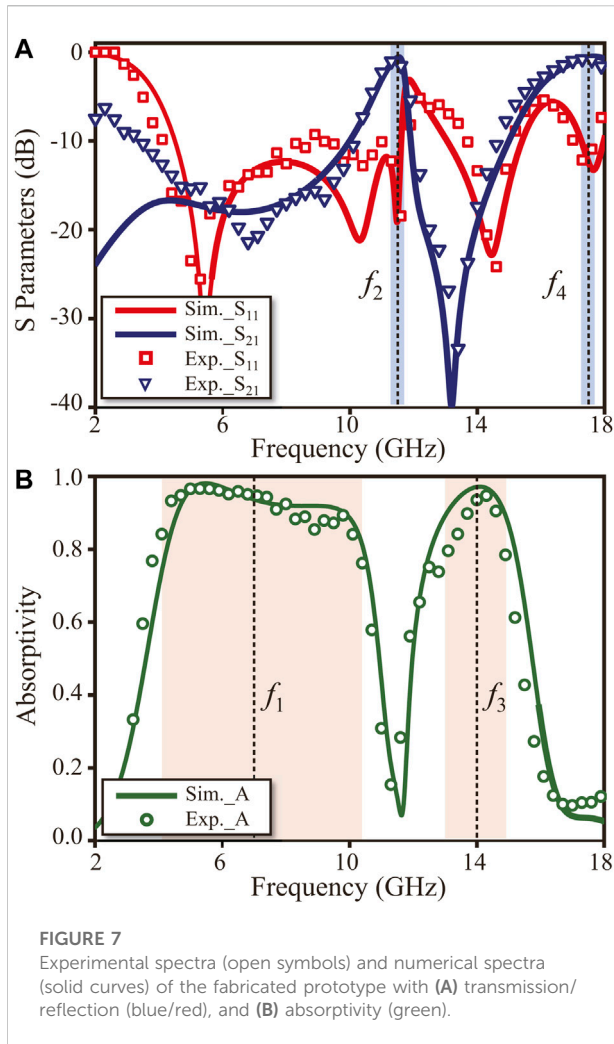 A
S Parameters (dB)
0
-10
-20
-30
-40
f2
f4
Sim._S11
Sim._S21
Exp._S11
Exp._S21
2 6 10 14 18
Frequency (GHz)
B
Absorptivity
1.0
0.8
0.6
0.4
0.2
0.0
f1
f3
Sim._A
Exp._A
2 6 10 14 18
Frequency (GHz)
FIGURE 7
Experimental spectra (open symbols) and numerical spectra
(solid curves) of the fabricated prototype with (A) transmission/
reflection (blue/red), and (B) absorptivity (green).